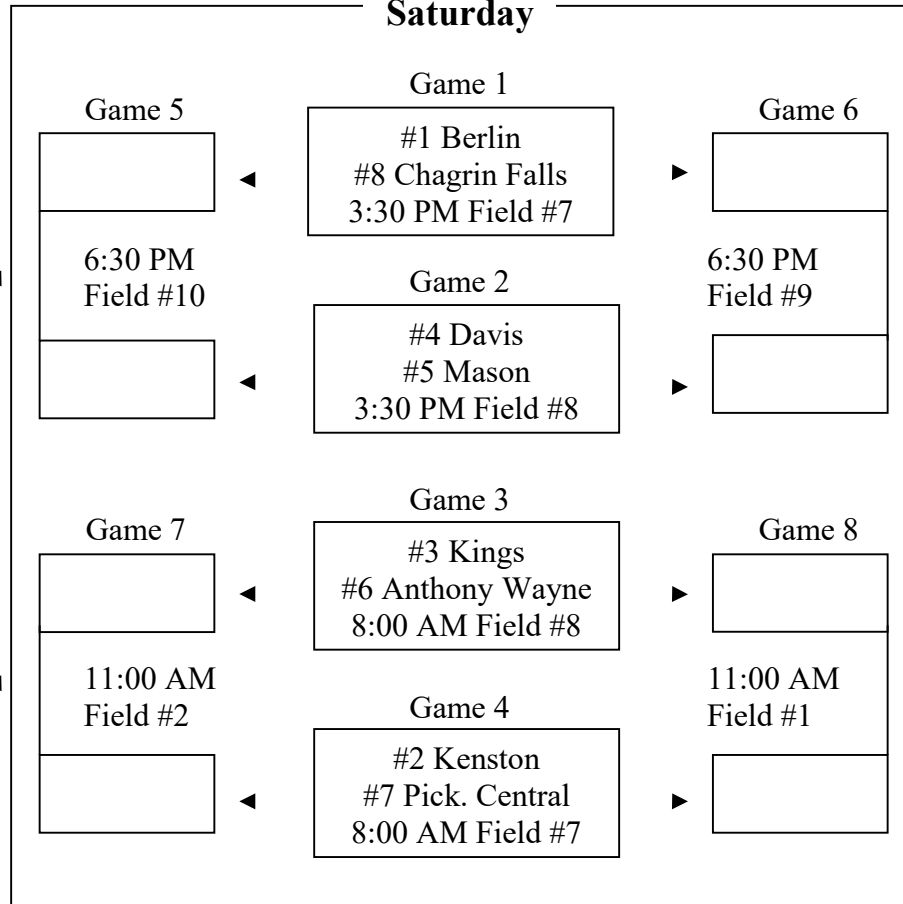 Saturday
Game 1
Game 5
Game 6
#1 Berlin
#8 Chagrin Falls
3:30 PM Field #7
6:30 PM
Field #10
6:30 PM
Field #9
Game 2
#4 Davis
#5 Mason
3:30 PM Field #8
Game 3
Game 7
Game 8
#3 Kings
#6 Anthony Wayne
8:00 AM Field #8
11:00 AM
Field #2
11:00 AM
Field #1
Game 4
#2 Kenston
#7 Pick. Central
8:00 AM Field #7